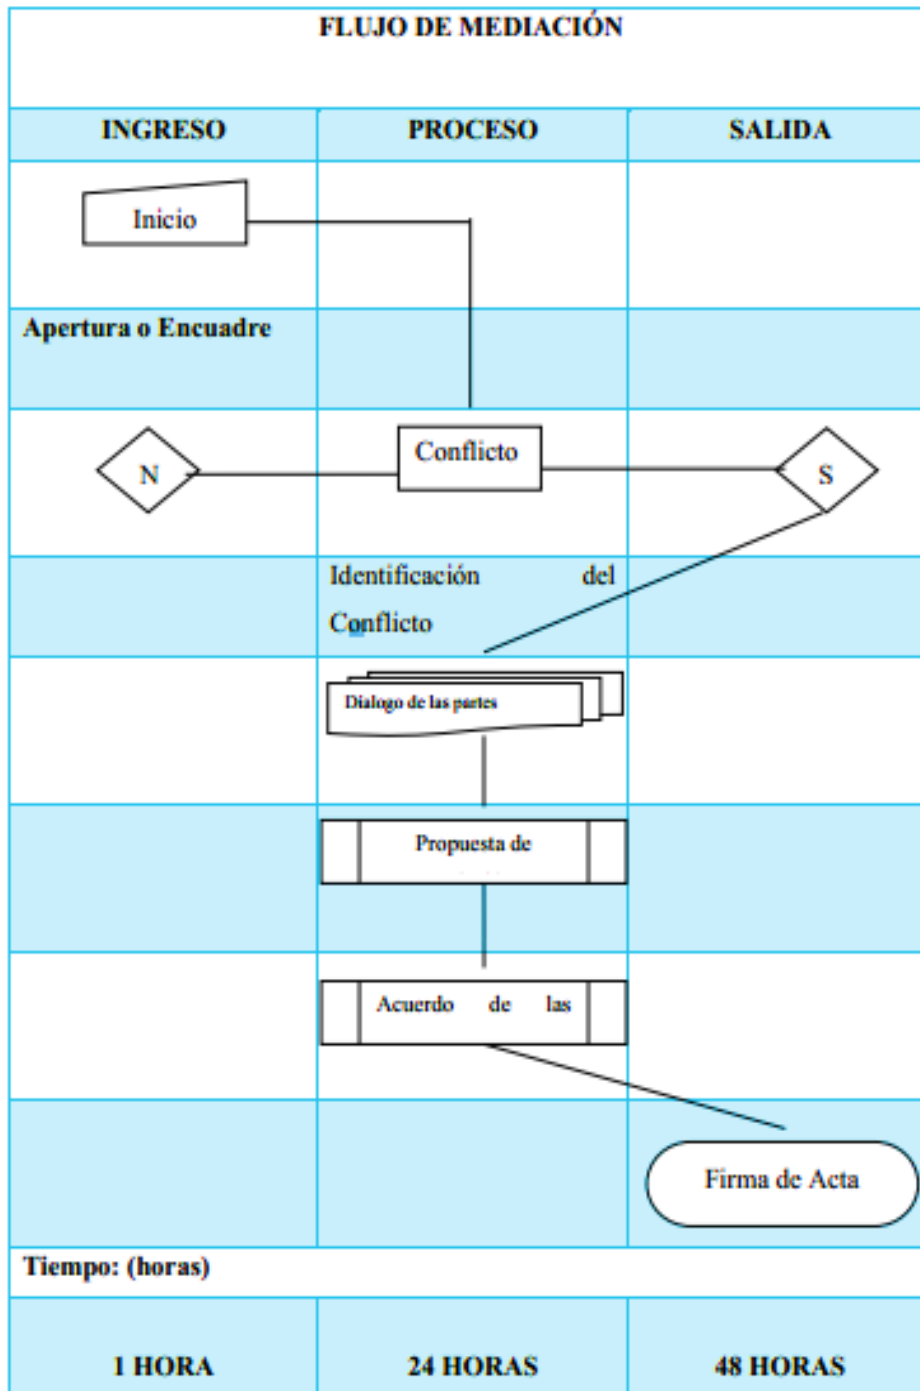 FLUJO DE MEDIACIÓN
INGRESO PROCESO SALIDA
Inicio
Apertura o Encuadre
N Conflicto S
Identificación del
Conflicto
Dialogo de las partes
Propuesta de
Acuerdo de las
Firma de Acta
Tiempo: (horas)
1 HORA 24 HORAS 48 HORAS